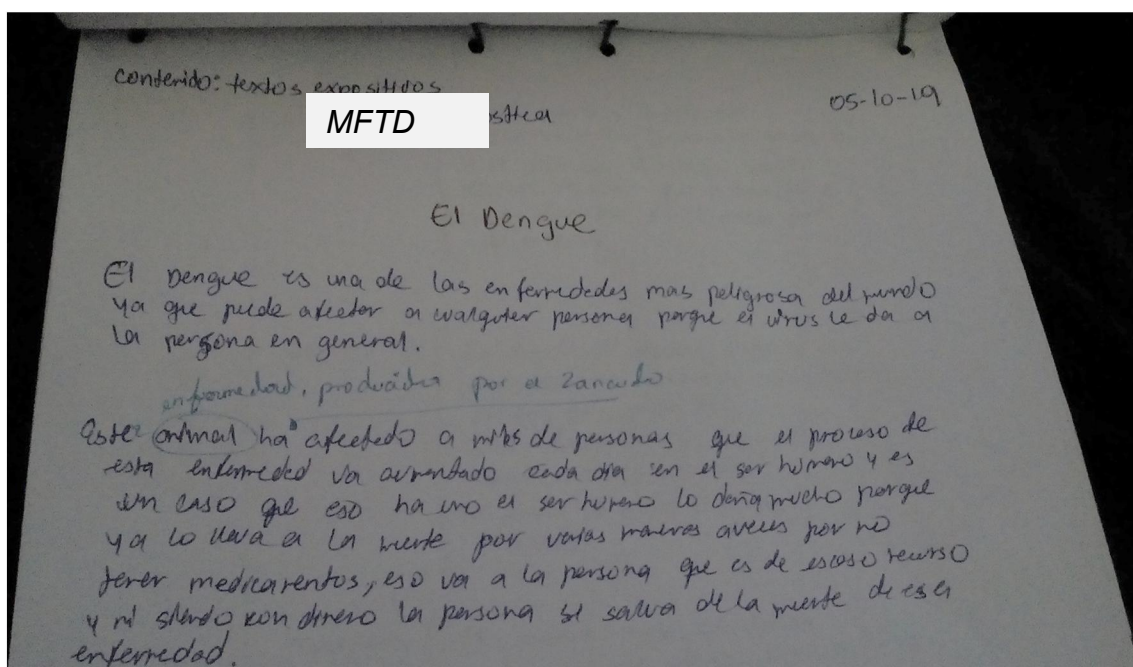 contenido: textos expositivos
MFTD
05-10-19
El Dengue
El Dengue es una de las enfermedades mas peligrosa del mundo
ya que puede afectar a cualquier persona porque el virus le da a
la persona en general.
enfermedad, producida por el Zancudo
Este animal ha afectado a miles de personas que el proceso de
esta enfermedad va aumentado cada dia en el ser humano y es
un caso que eso ha uno el ser humano lo daña mucho porque
ya lo lleva a la muerte por varias maneras aveces por no
tener medicamentos, eso va a la persona que es de escaso recurso
y ni siendo con dinero la persona se salva de la muerte de esa
enfermedad.